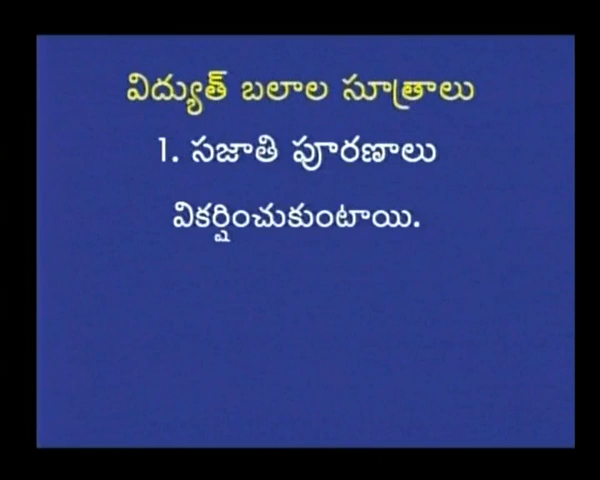 విద్యుత్ బలాల సూత్రాలు
1. సజాతి పూరణాలు
వికర్షించుకుంటాయి.